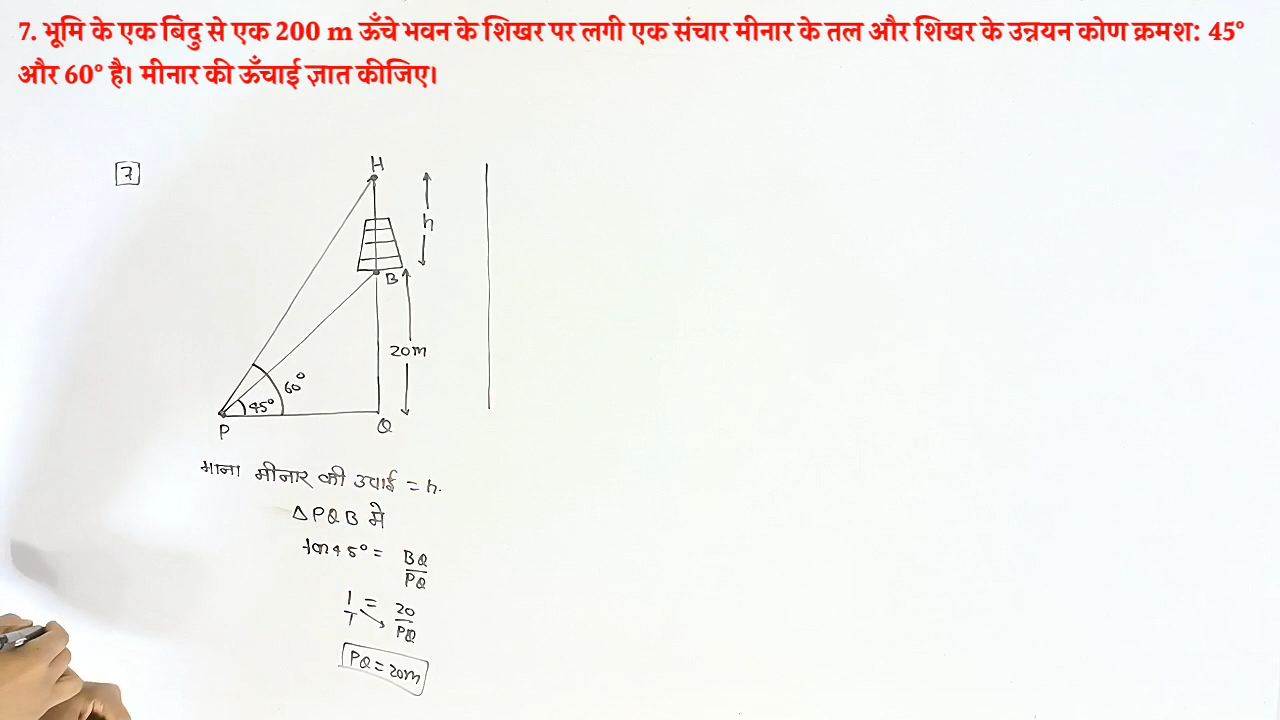 7. भूमि के एक बिंदु से एक 200 m ऊँचे भवन के शिखर पर लगी एक संचार मीनार के तल और शिखर के उन्नयन कोण क्रमश: 45°
और 60° है। मीनार की ऊँचाई ज्ञात कीजिए।
7
H
h
B
20m
60°
45°
P
Q
माना मीनार की उचाई = h.
△PQB मे
tan45° = BQ/PQ
1/1 = 20/PQ
PQ = 20m